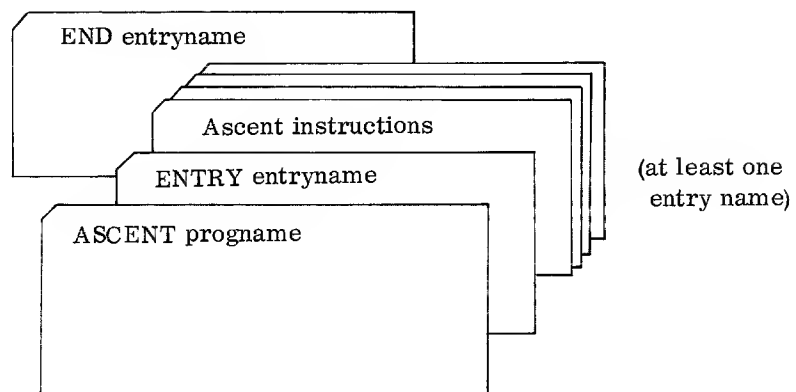 END entryname
Ascent instructions
ENTRY entryname
(at least one
entry name)
ASCENT progname